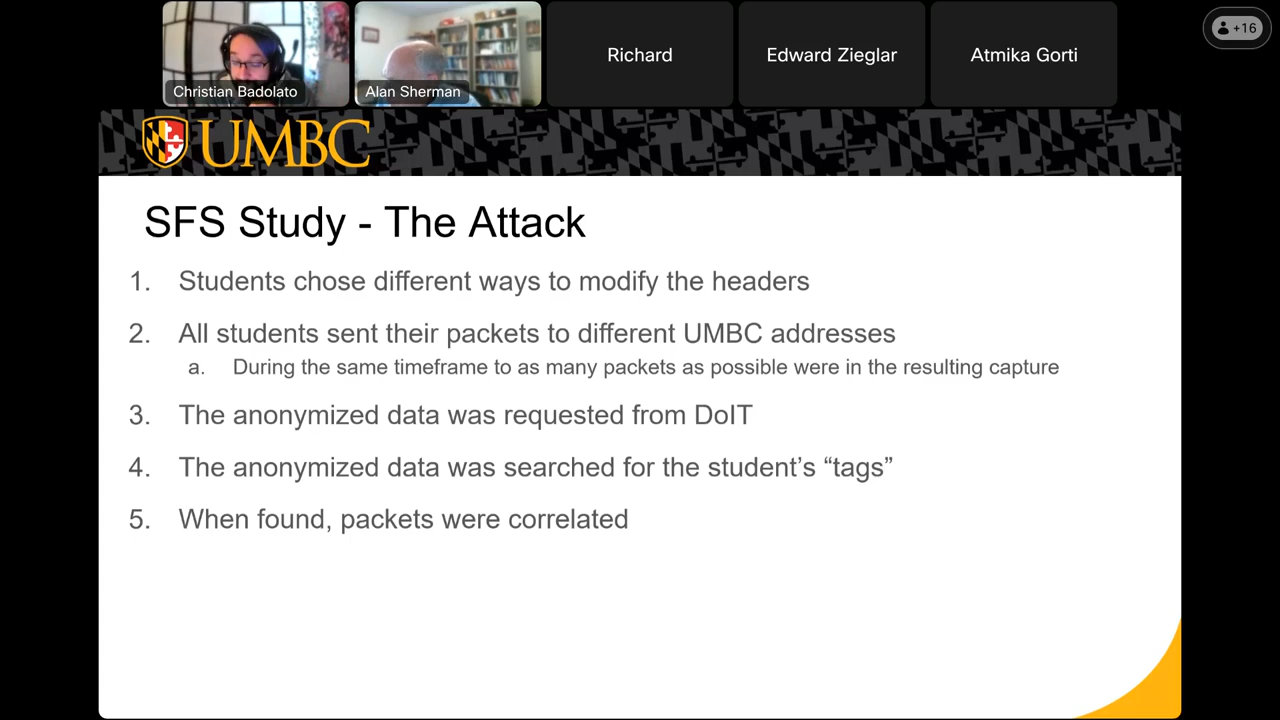 Christian Badolato
Alan Sherman
Richard
Edward Zieglar
Atmika Gorti
+16
UMBC
SFS Study - The Attack
1. Students chose different ways to modify the headers
2. All students sent their packets to different UMBC addresses
a. During the same timeframe to as many packets as possible were in the resulting capture
3. The anonymized data was requested from DoIT
4. The anonymized data was searched for the student’s “tags”
5. When found, packets were correlated